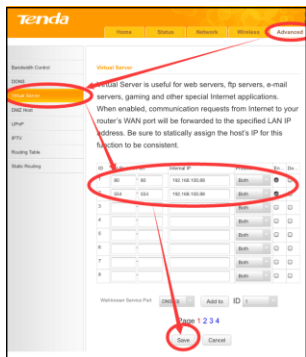 Tenda
Home Status Network Wireless Advanced
Bandwidth Control
DDNS
Virtual Server
DMZ Host
UPnP
IPTV
Routing Table
Static Routing
Virtual Server
Virtual Server is useful for web servers, ftp servers, e-mail
servers, gaming and other special Internet applications.
When enabled, communication requests from Internet to your
router's WAN port will be forwarded to the specified LAN IP
address. Be sure to statically assign the host's IP for this
function to be consistent.
ID Internal IP En... De...
80 - 80 192.168.100.88 Both
554 - 554 192.168.100.88 Both
3 - Both
4 - Both
5 - Both
6 - Both
7 - Both
8 - Both
Well-known Service Port Add to ID 1
Page 1 2 3 4
Save Cancel